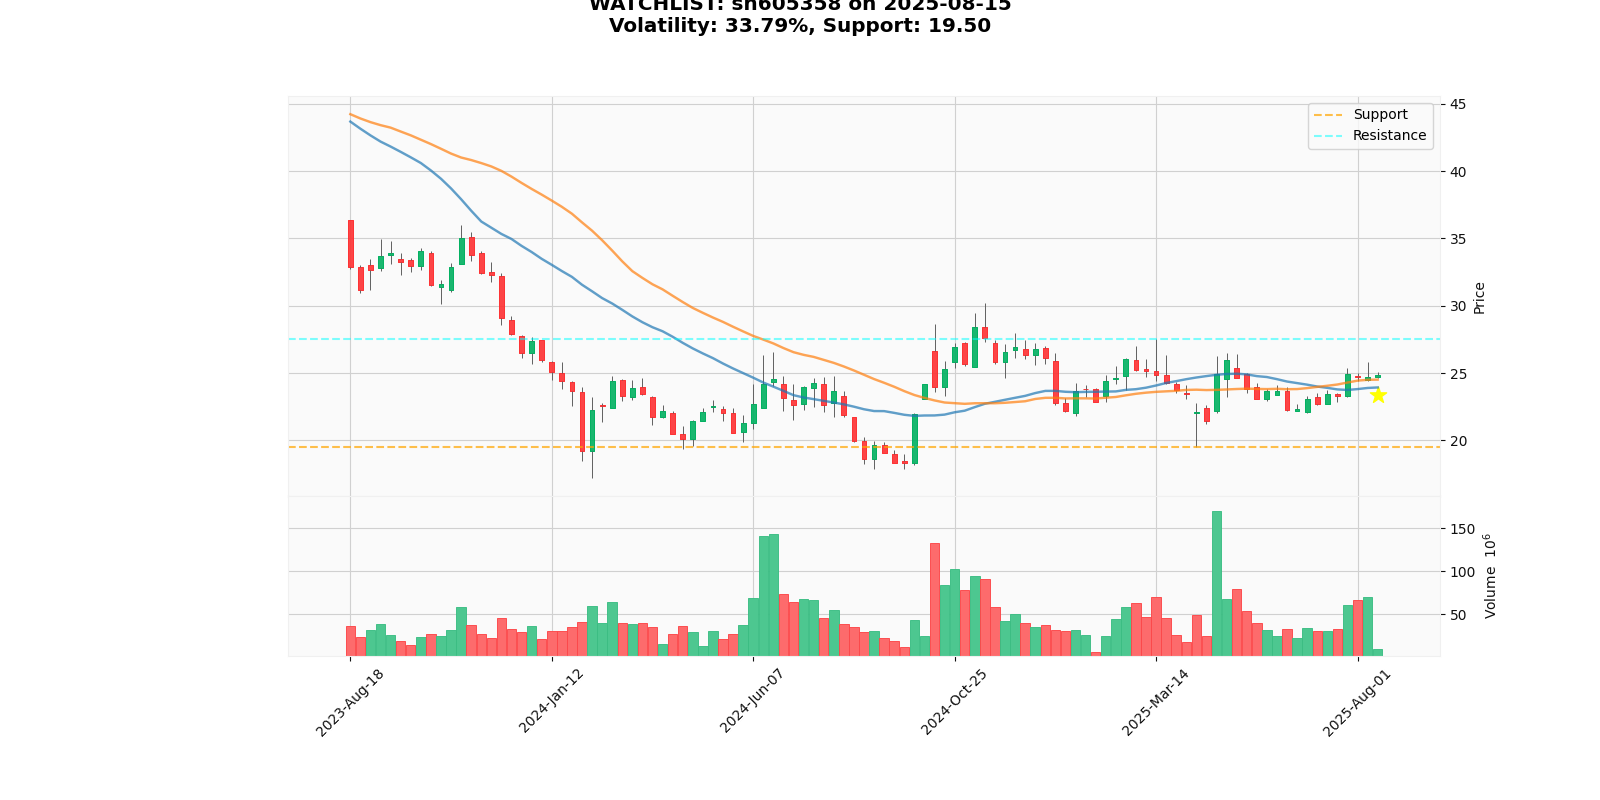 WATCHLIST: sh605358 on 2025-08-15
Volatility: 33.79%, Support: 19.50
Support
Resistance
45
40
35
30
25
20
Price
150
100
50
Volume 10⁶
2023-Aug-18
2024-Jan-12
2024-Jun-07
2024-Oct-25
2025-Mar-14
2025-Aug-01